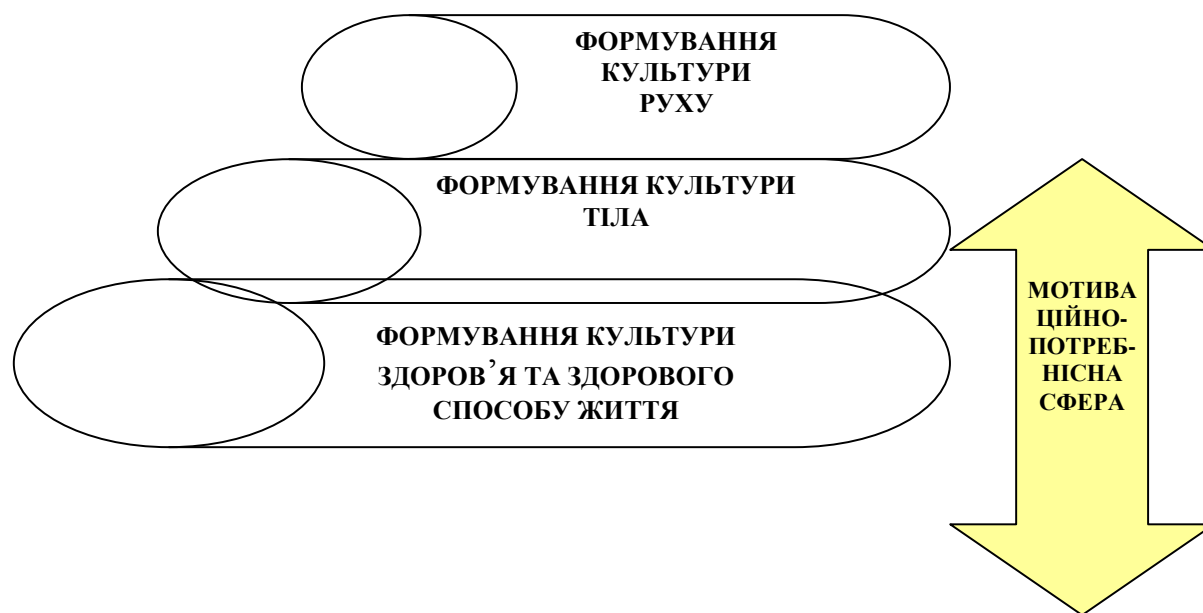 ФОРМУВАННЯ
КУЛЬТУРИ
РУХУ
ФОРМУВАННЯ КУЛЬТУРИ
ТІЛА
ФОРМУВАННЯ КУЛЬТУРИ
ЗДОРОВ’Я ТА ЗДОРОВОГО
СПОСОБУ ЖИТТЯ
МОТИВА
ЦІЙНО-
ПОТРЕБ-
НІСНА
СФЕРА